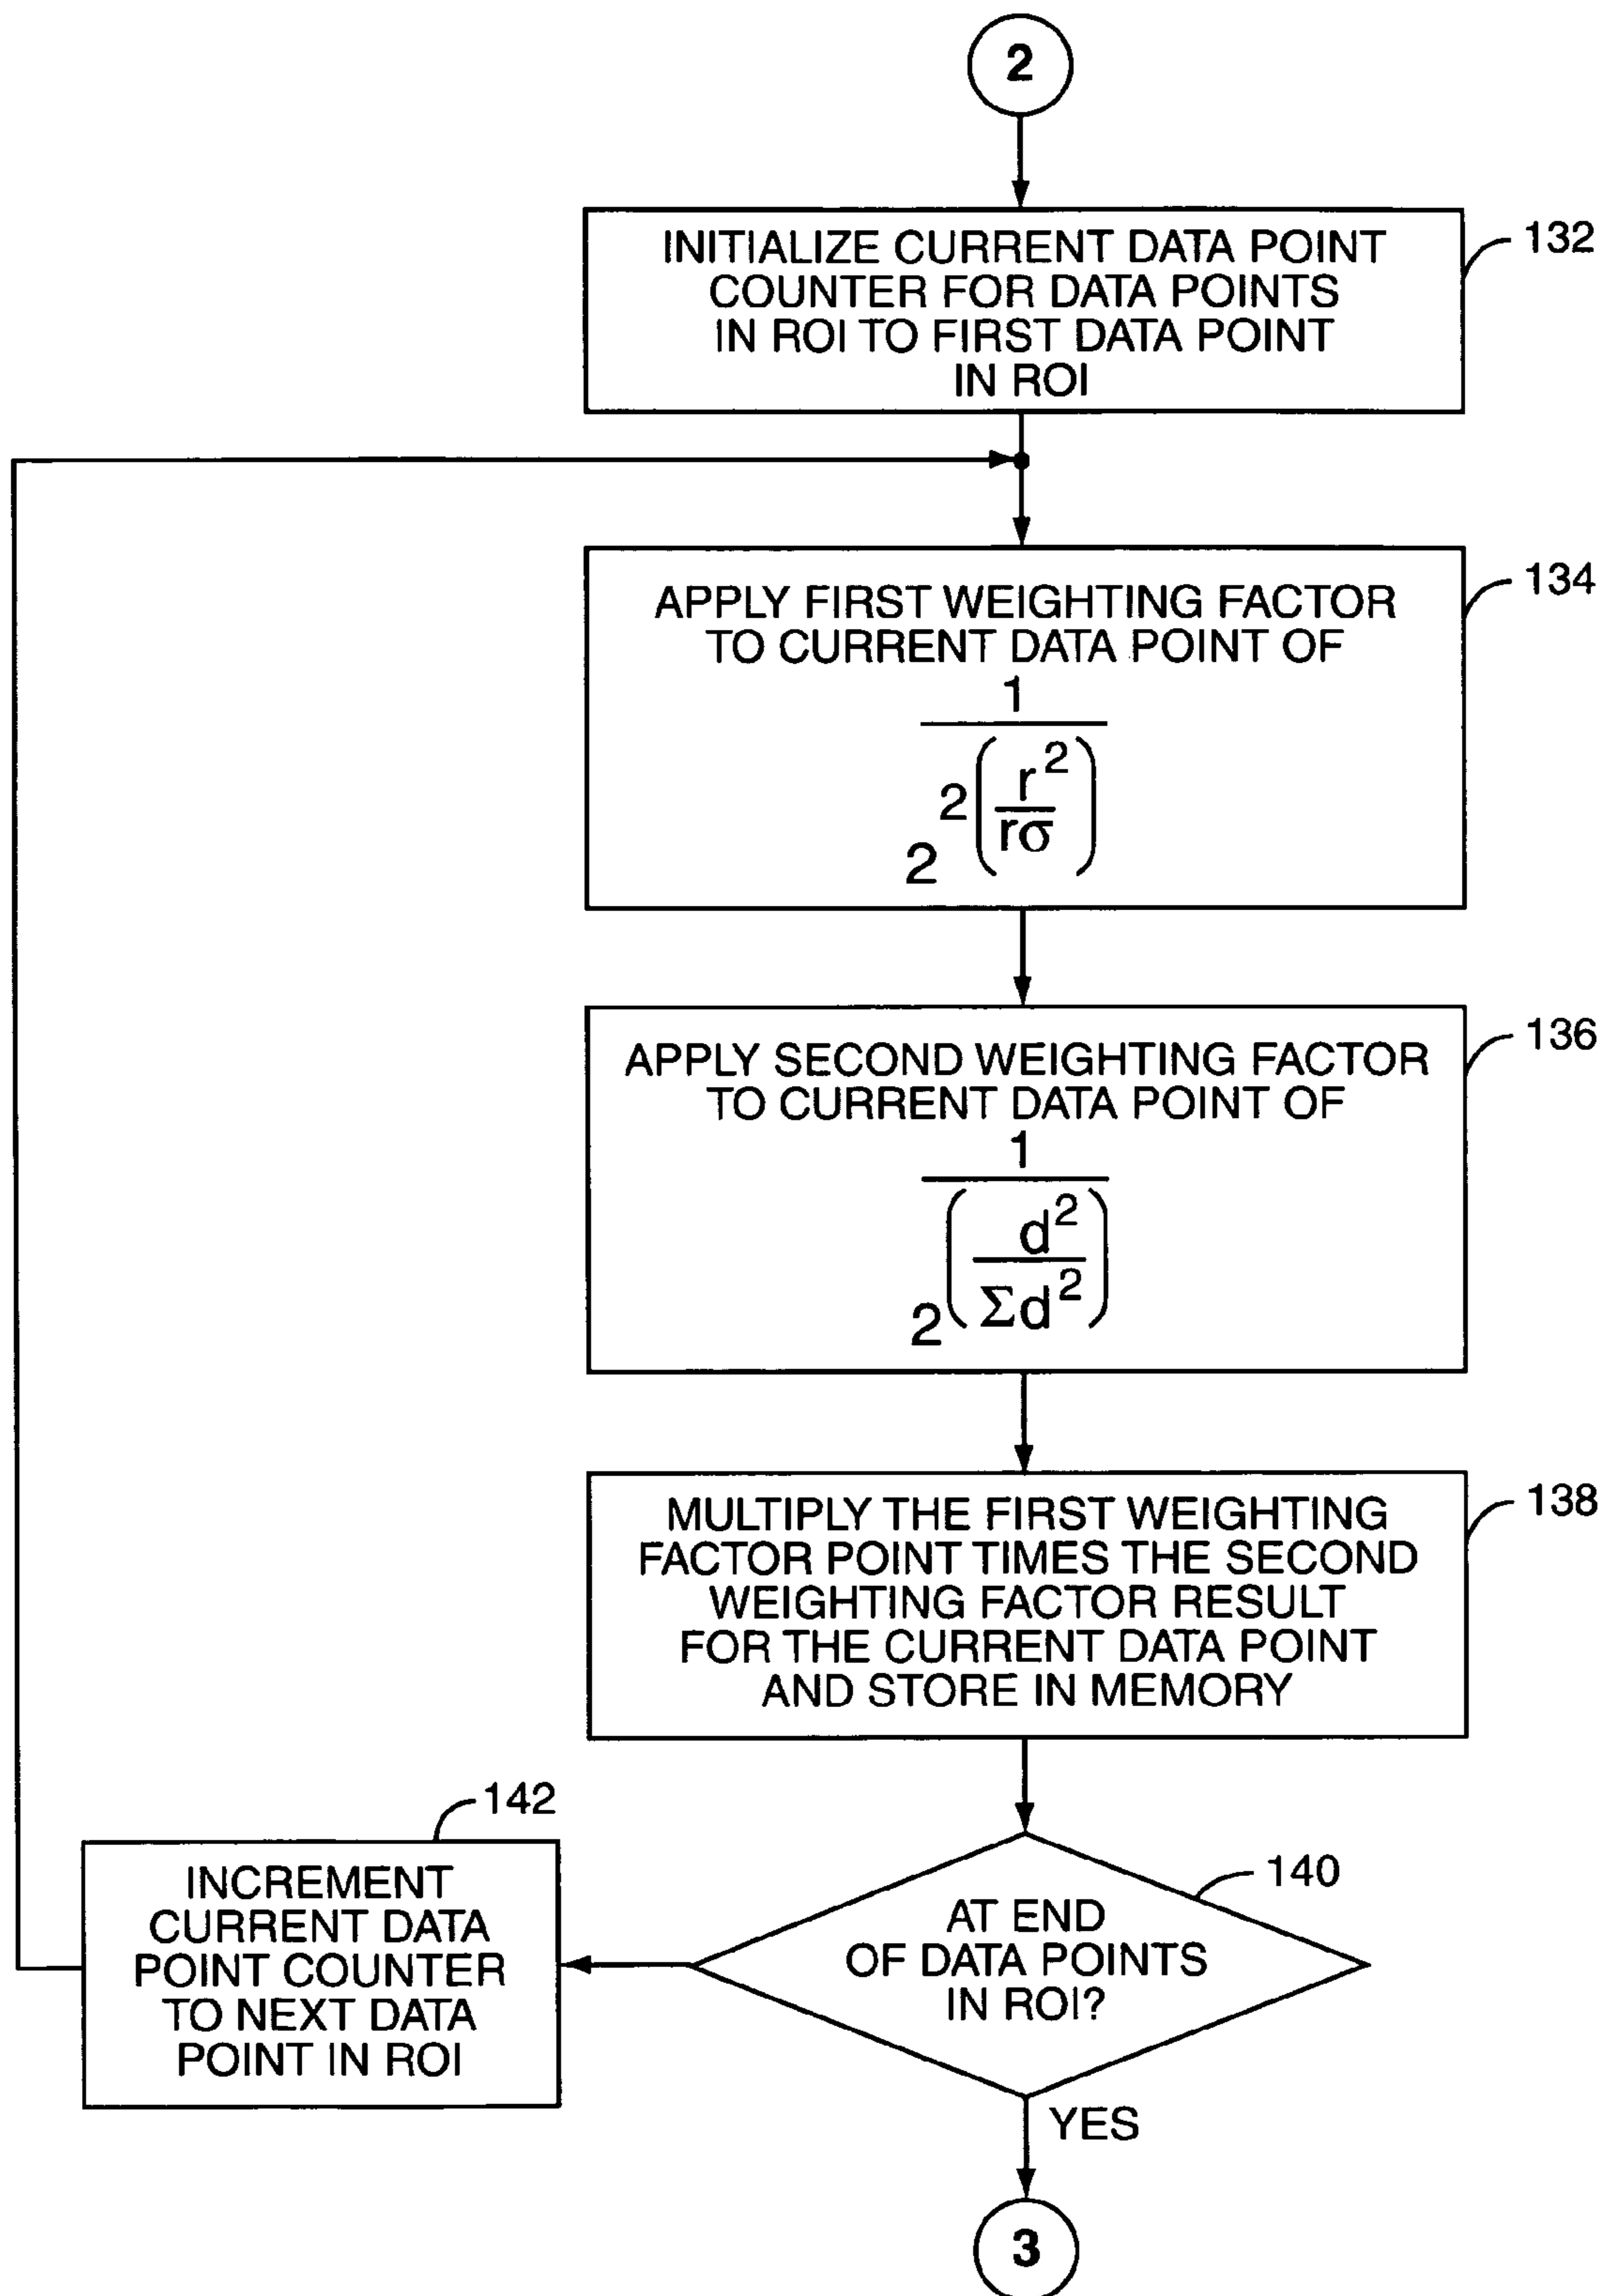 2
INITIALIZE CURRENT DATA POINT
COUNTER FOR DATA POINTS
IN ROI TO FIRST DATA POINT
IN ROI
132
APPLY FIRST WEIGHTING FACTOR
TO CURRENT DATA POINT OF
1
2 2 ( r 2
rσ )
134
APPLY SECOND WEIGHTING FACTOR
TO CURRENT DATA POINT OF
1
2 ( d 2
Σd 2 )
136
MULTIPLY THE FIRST WEIGHTING
FACTOR POINT TIMES THE SECOND
WEIGHTING FACTOR RESULT
FOR THE CURRENT DATA POINT
AND STORE IN MEMORY
138
AT END
OF DATA POINTS
IN ROI?
140
142
INCREMENT
CURRENT DATA
POINT COUNTER
TO NEXT DATA
POINT IN ROI
YES
3